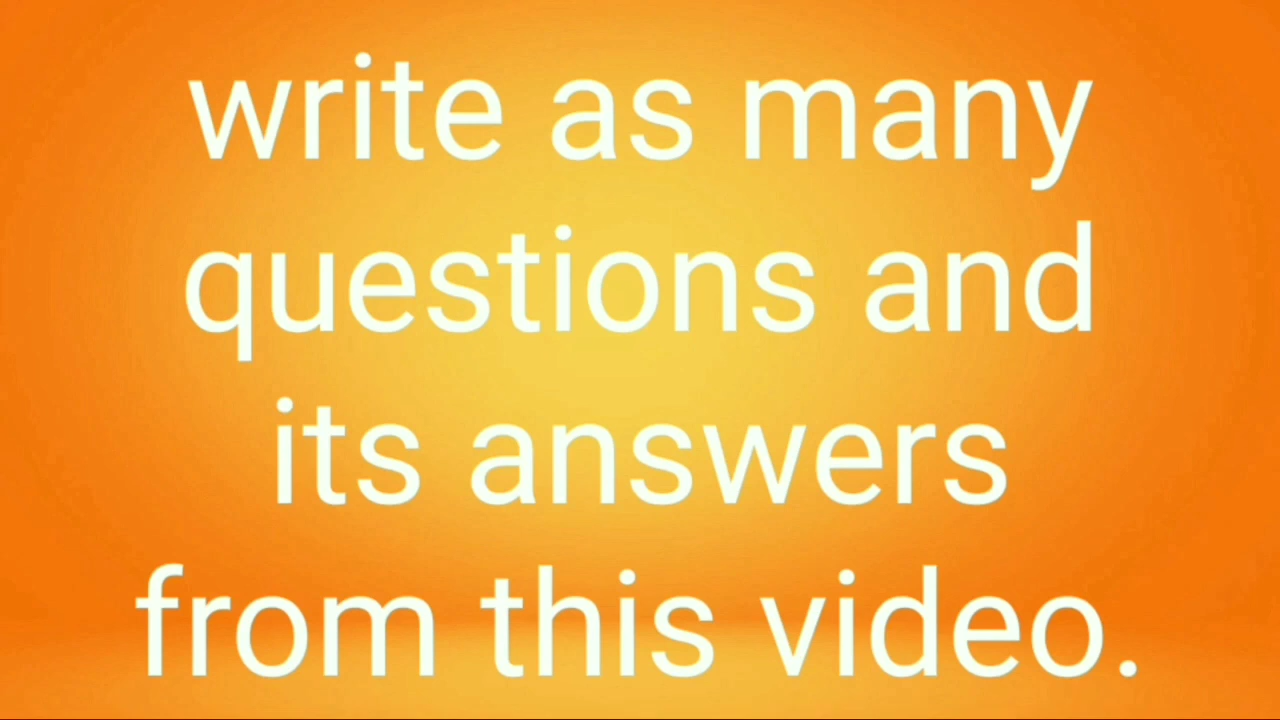 write as many
questions and
its answers
from this video.